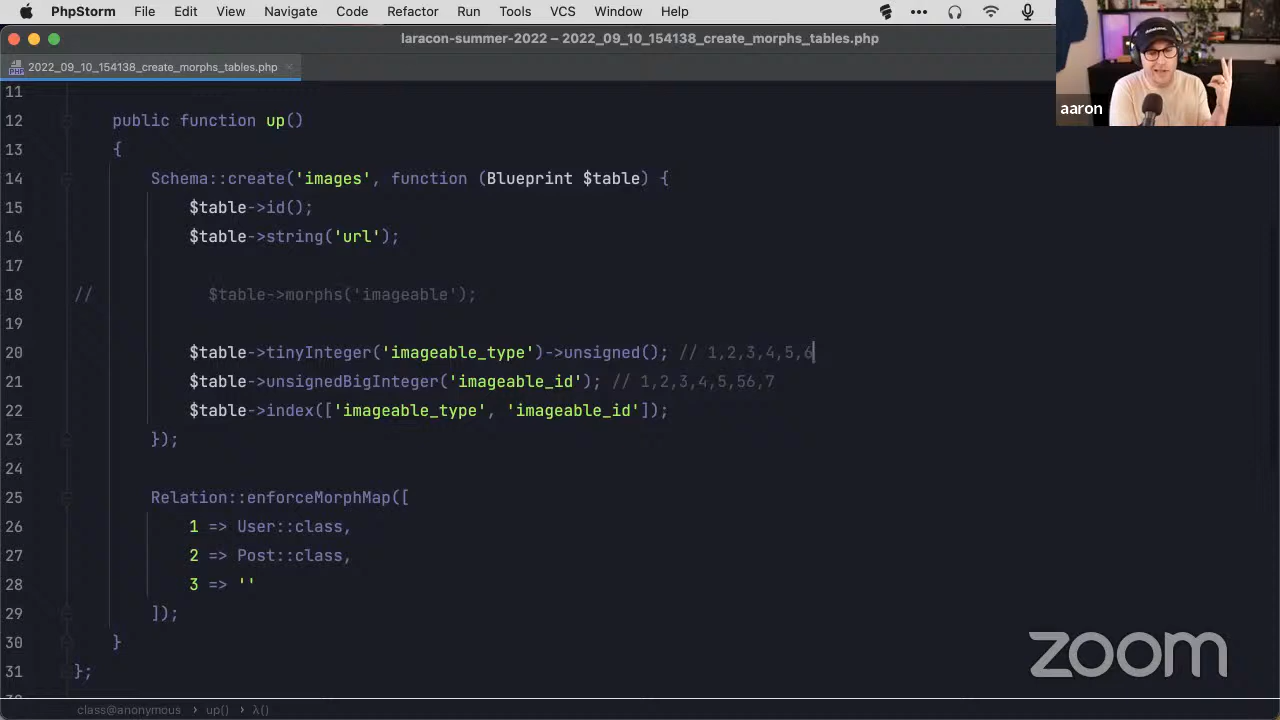 PhpStorm File Edit View Navigate Code Refactor Run Tools VCS Window Help
laracon-summer-2022 – 2022_09_10_154138_create_morphs_tables.php
2022_09_10_154138_create_morphs_tables.php
aaron
11
12 public function up()
13 {
14 Schema::create('images', function (Blueprint $table) {
15 $table->id();
16 $table->string('url');
17
18 // $table->morphs('imageable');
19
20 $table->tinyInteger('imageable_type')->unsigned(); // 1,2,3,4,5,6
21 $table->unsignedBigInteger('imageable_id'); // 1,2,3,4,5,56,7
22 $table->index(['imageable_type', 'imageable_id']);
23 });
24
25 Relation::enforceMorphMap([
26 1 => User::class,
27 2 => Post::class,
28 3 => ''
29 ]);
30 }
31 };
zoom
class@anonymous › up() › λ()